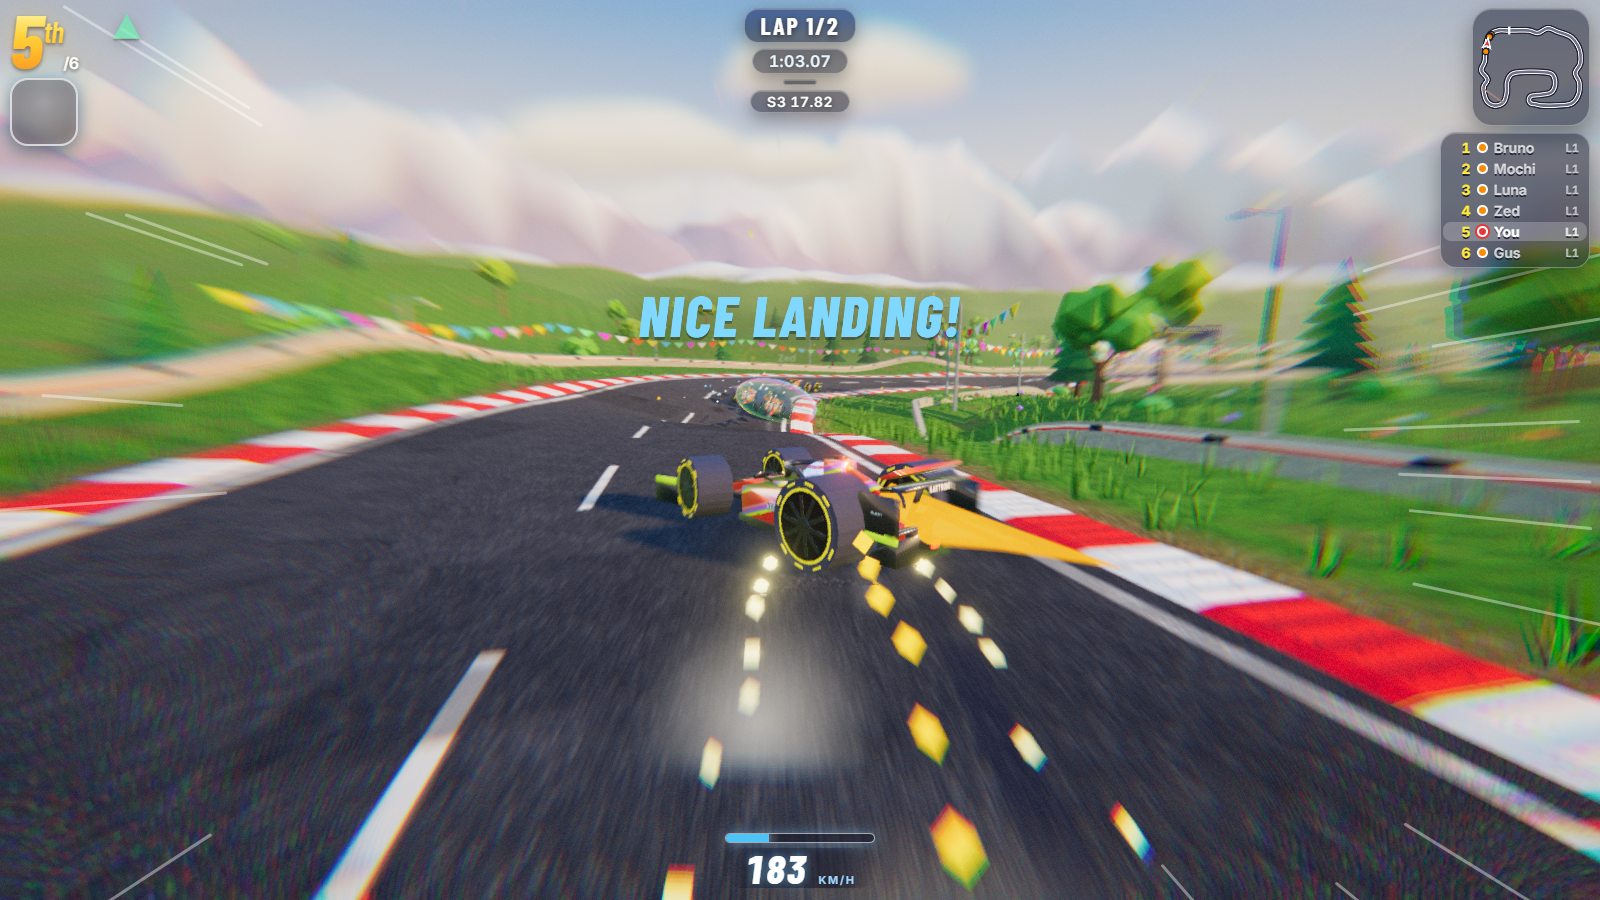 5th
/6
LAP 1/2
1:03.07
S3 17.82
1 Bruno L1
2 Mochi L1
3 Luna L1
4 Zed L1
5 You L1
6 Gus L1
NICE LANDING!
Zed
183 KM/H